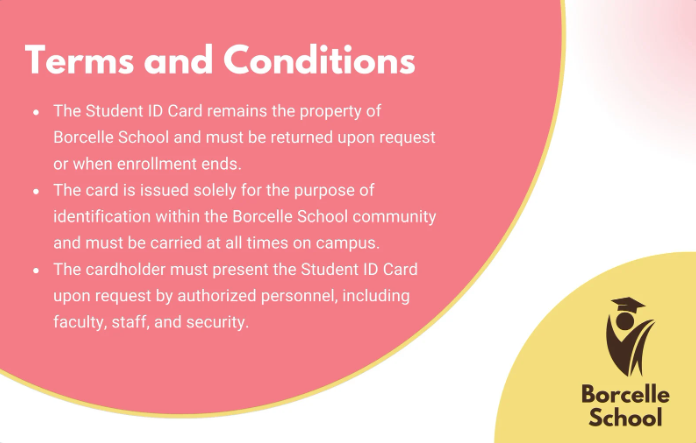 Terms and Conditions
• The Student ID Card remains the property of
Borcelle School and must be returned upon request
or when enrollment ends.
• The card is issued solely for the purpose of
identification within the Borcelle School community
and must be carried at all times on campus.
• The cardholder must present the Student ID Card
upon request by authorized personnel, including
faculty, staff, and security.
Borcelle
School